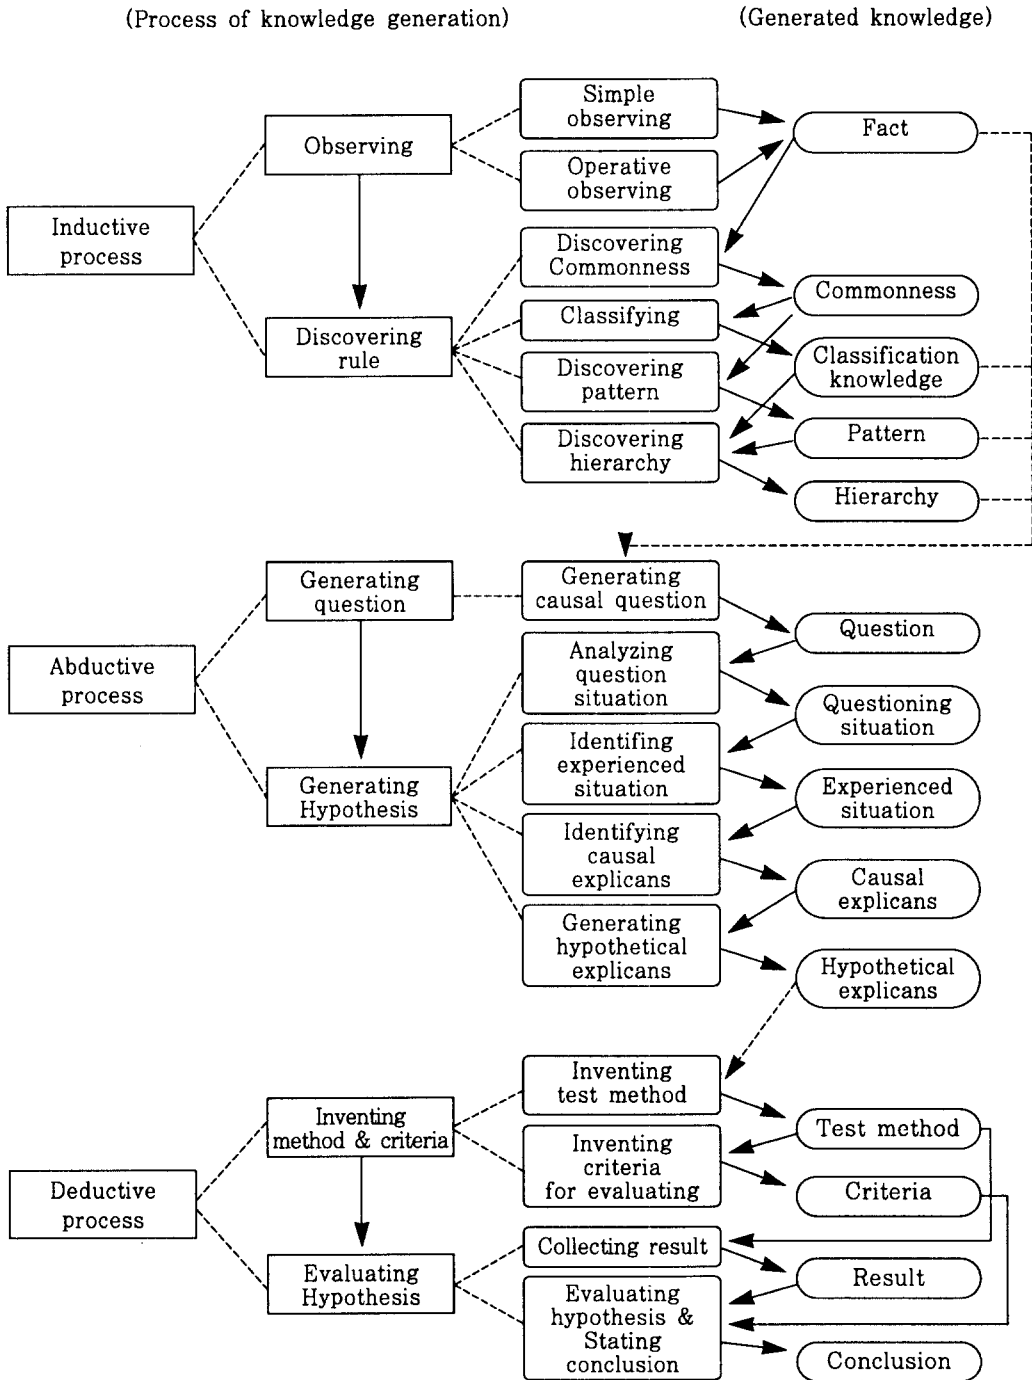 (Process of knowledge generation)
(Generated knowledge)
Simple
observing
Fact
Observing
Operative
observing
Inductive
process
Discovering
Commonness
Commonness
Classifying
Discovering
rule
Classification
knowledge
Discovering
pattern
Pattern
Discovering
hierarchy
Hierarchy
Generating
question
Generating
causal question
Question
Abductive
process
Analyzing
question
situation
Questioning
situation
Identifing
experienced
situation
Generating
Hypothesis
Experienced
situation
Identifying
causal
explicans
Causal
explicans
Generating
hypothetical
explicans
Hypothetical
explicans
Inventing
test method
Inventing
method & criteria
Test method
Inventing
criteria
for evaluating
Criteria
Deductive
process
Collecting result
Evaluating
Hypothesis
Result
Evaluating
hypothesis &
Stating
conclusion
Conclusion